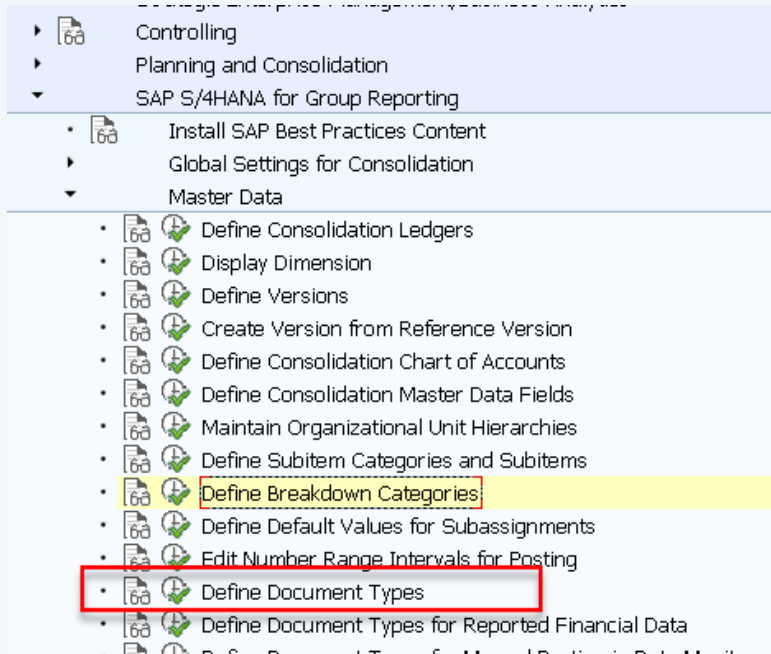 Controlling
Planning and Consolidation
SAP S/4HANA for Group Reporting
Install SAP Best Practices Content
Global Settings for Consolidation
Master Data
Define Consolidation Ledgers
Display Dimension
Define Versions
Create Version from Reference Version
Define Consolidation Chart of Accounts
Define Consolidation Master Data Fields
Maintain Organizational Unit Hierarchies
Define Subitem Categories and Subitems
Define Breakdown Categories
Define Default Values for Subassignments
Edit Number Range Intervals for Posting
Define Document Types
Define Document Types for Reported Financial Data